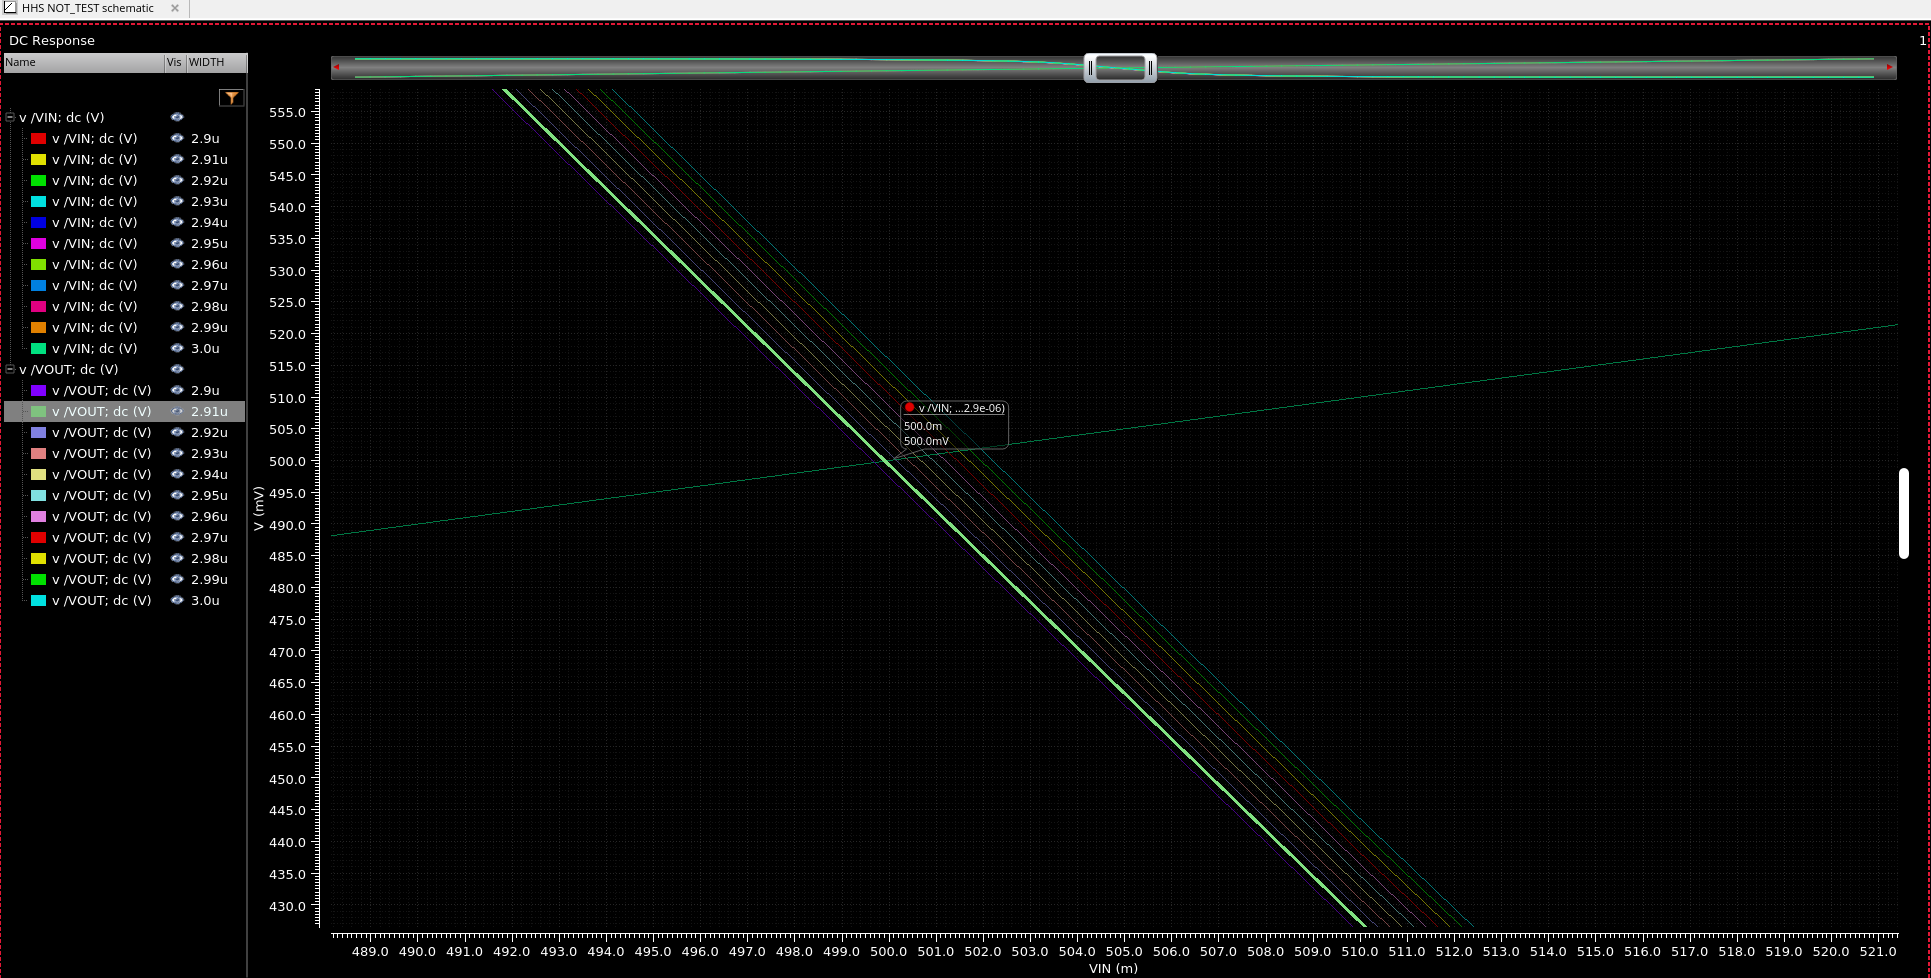 HHS NOT_TEST schematic
DC Response
1
Name Vis WIDTH
v /VIN; dc (V)
v /VIN; dc (V) 2.9u
v /VIN; dc (V) 2.91u
v /VIN; dc (V) 2.92u
v /VIN; dc (V) 2.93u
v /VIN; dc (V) 2.94u
v /VIN; dc (V) 2.95u
v /VIN; dc (V) 2.96u
v /VIN; dc (V) 2.97u
v /VIN; dc (V) 2.98u
v /VIN; dc (V) 2.99u
v /VIN; dc (V) 3.0u
v /VOUT; dc (V)
v /VOUT; dc (V) 2.9u
v /VOUT; dc (V) 2.91u
v /VOUT; dc (V) 2.92u
v /VOUT; dc (V) 2.93u
v /VOUT; dc (V) 2.94u
v /VOUT; dc (V) 2.95u
v /VOUT; dc (V) 2.96u
v /VOUT; dc (V) 2.97u
v /VOUT; dc (V) 2.98u
v /VOUT; dc (V) 2.99u
v /VOUT; dc (V) 3.0u
V (mV)
555.0
550.0
545.0
540.0
535.0
530.0
525.0
520.0
515.0
510.0
505.0
500.0
495.0
490.0
485.0
480.0
475.0
470.0
465.0
460.0
455.0
450.0
445.0
440.0
435.0
430.0
v /VIN; ...2.9e-06)
500.0m
500.0mV
489.0 490.0 491.0 492.0 493.0 494.0 495.0 496.0 497.0 498.0 499.0 500.0 501.0 502.0 503.0 504.0 505.0 506.0 507.0 508.0 509.0 510.0 511.0 512.0 513.0 514.0 515.0 516.0 517.0 518.0 519.0 520.0 521.0
VIN (m)